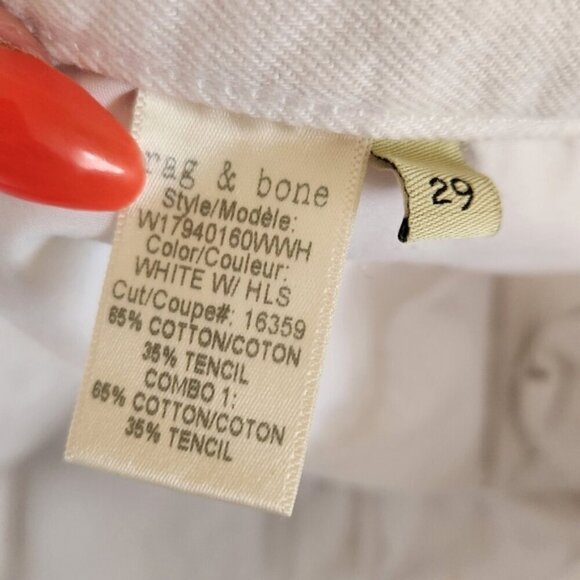 rag & bone
Style/Modèle:
W17940160WWH
Color/Couleur:
WHITE W/ HLS
Cut/Coupe#: 16359
65% COTTON/COTON
35% TENCIL
COMBO 1:
65% COTTON/COTON
35% TENCIL
29